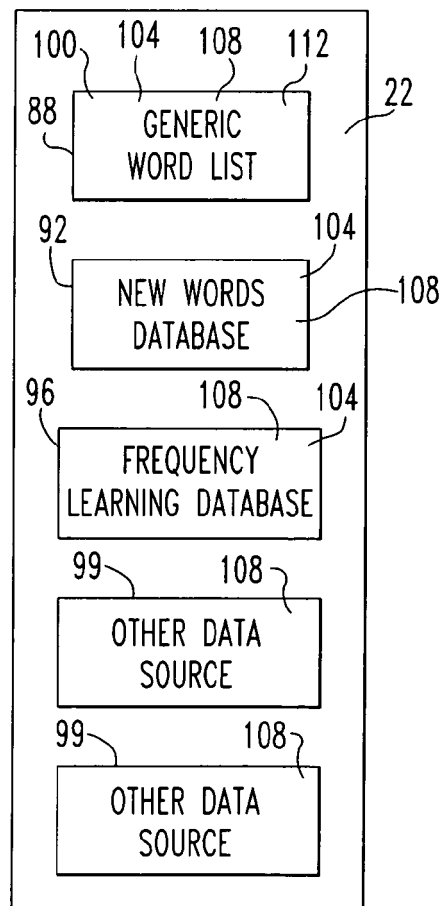 100 104 108 112
88 22
GENERIC
WORD LIST
92 104
NEW WORDS
DATABASE
108
96 108 104
FREQUENCY
LEARNING DATABASE
99 108
OTHER DATA
SOURCE
99 108
OTHER DATA
SOURCE